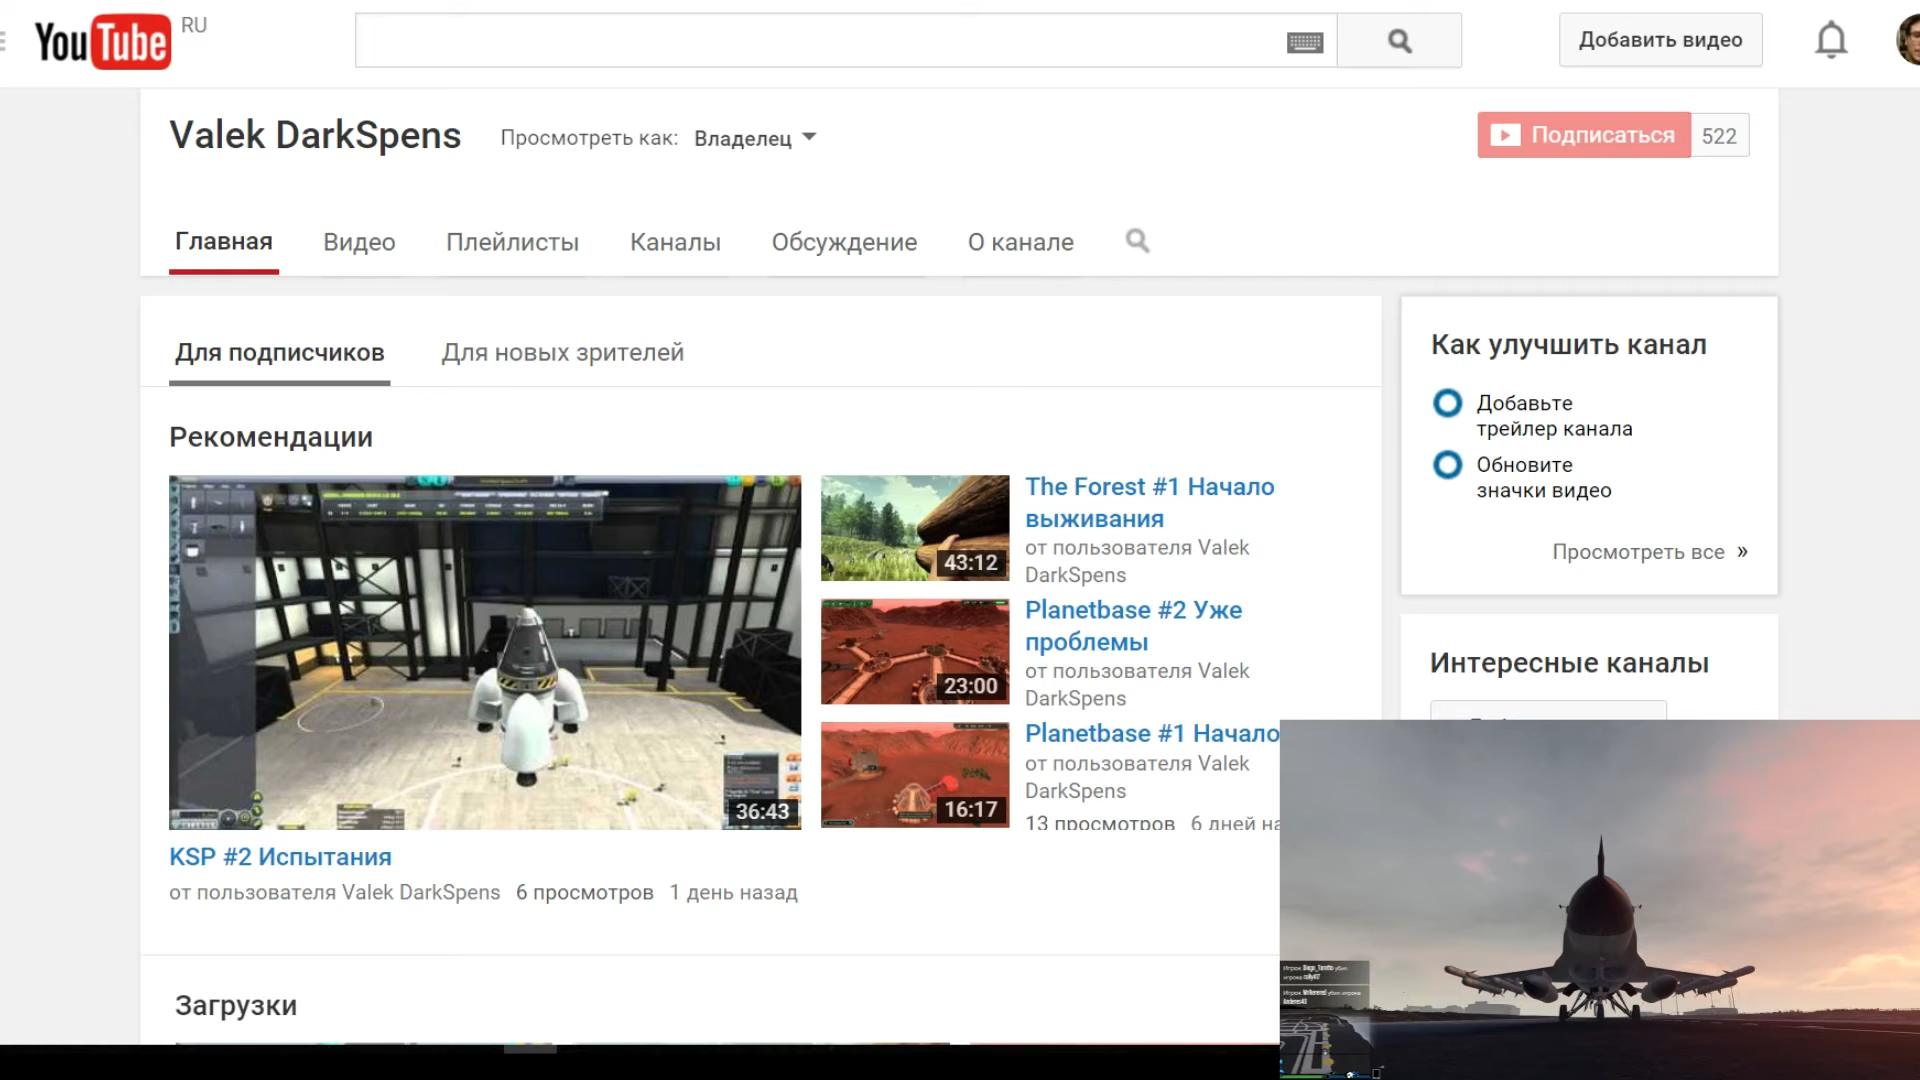 YouTube RU
Добавить видео
Valek DarkSpens
Просмотреть как: Владелец
Подписаться 522
Главная Видео Плейлисты Каналы Обсуждение О канале
Для подписчиков Для новых зрителей
Рекомендации
36:43
KSP #2 Испытания
от пользователя Valek DarkSpens 6 просмотров 1 день назад
43:12
The Forest #1 Начало
выживания
от пользователя Valek
DarkSpens
23:00
Planetbase #2 Уже
проблемы
от пользователя Valek
DarkSpens
16:17
Planetbase #1 Начало
от пользователя Valek
DarkSpens
13 просмотров 6 дней
Загрузки
Как улучшить канал
Добавьте
трейлер канала
Обновите
значки видео
Просмотреть все »
Интересные каналы